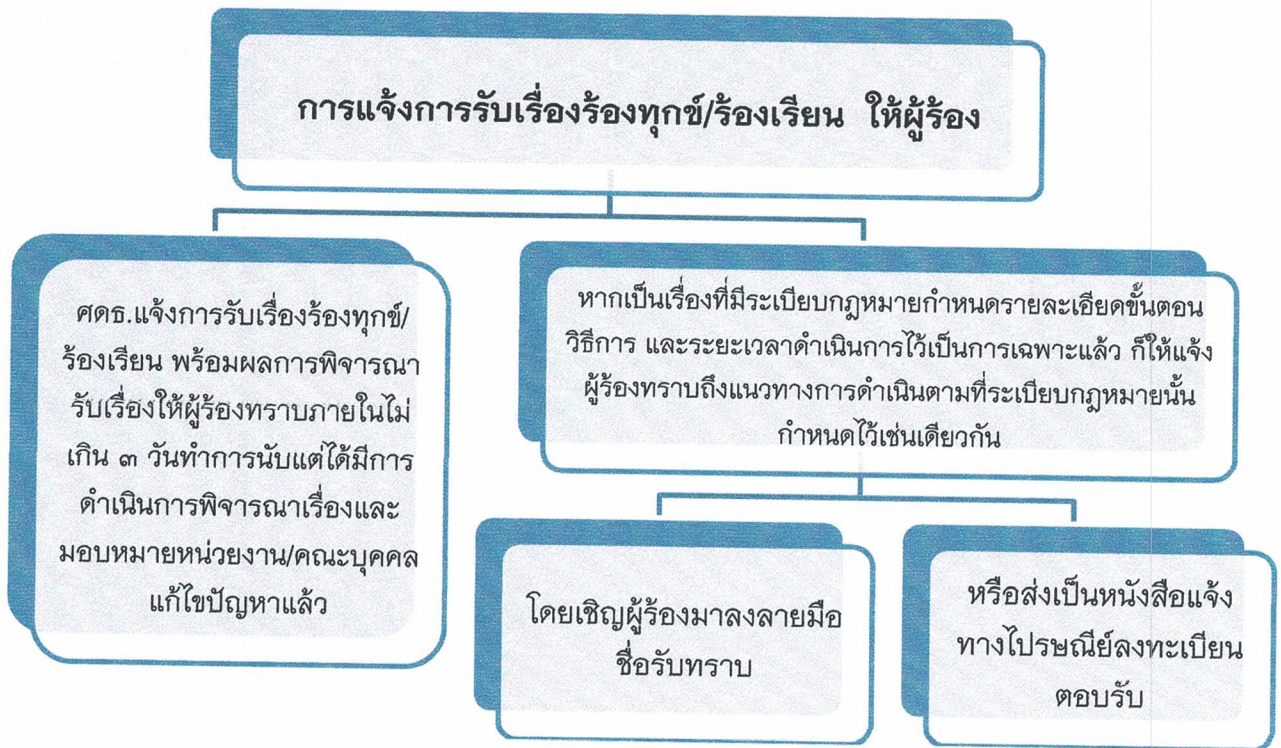 การแจ้งการรับเรื่องร้องทุกข์/ร้องเรียน ให้ผู้ร้อง
ศดธ.แจ้งการรับเรื่องร้องทุกข์/
ร้องเรียน พร้อมผลการพิจารณา
รับเรื่องให้ผู้ร้องทราบภายในไม่
เกิน ๓ วันทำการนับแต่ได้มีการ
ดำเนินการพิจารณาเรื่องและ
มอบหมายหน่วยงาน/คณะบุคคล
แก้ไขปัญหาแล้ว
หากเป็นเรื่องที่มีระเบียบกฎหมายกำหนดรายละเอียดขั้นตอน
วิธีการ และระยะเวลาดำเนินการไว้เป็นการเฉพาะแล้ว ก็ให้แจ้ง
ผู้ร้องทราบถึงแนวทางการดำเนินตามที่ระเบียบกฎหมายนั้น
กำหนดไว้เช่นเดียวกัน
โดยเชิญผู้ร้องมาลงลายมือ
ชื่อรับทราบ
หรือส่งเป็นหนังสือแจ้ง
ทางไปรษณีย์ลงทะเบียน
ตอบรับ